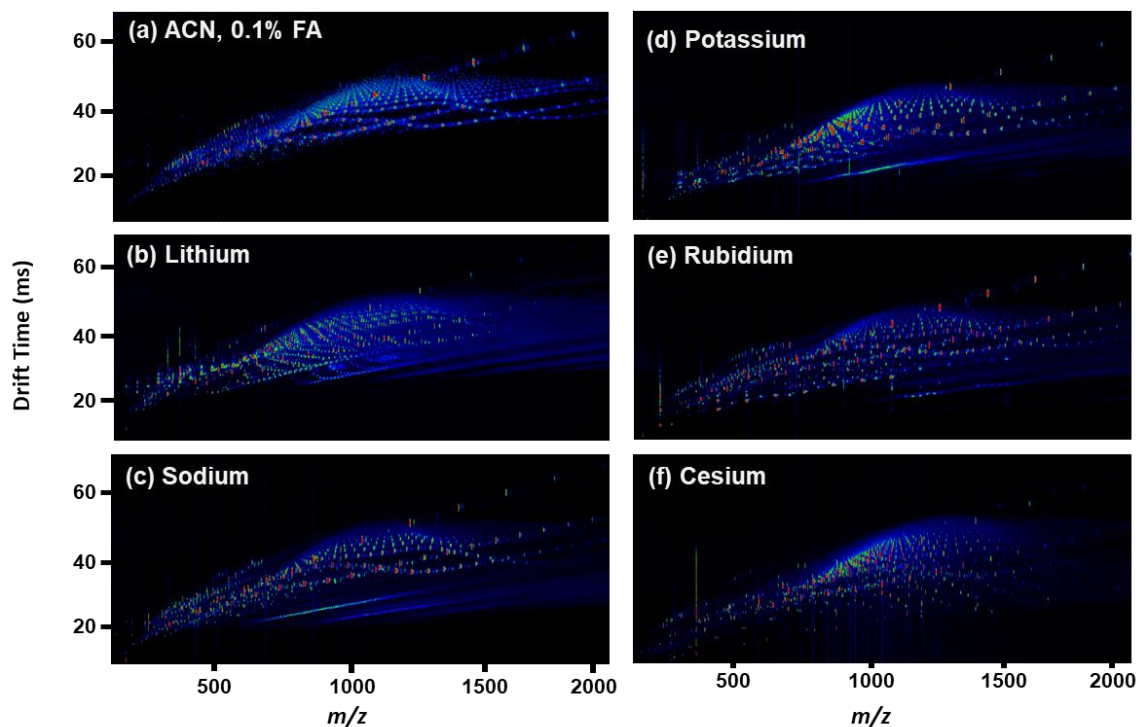 (a) ACN, 0.1% FA
(d) Potassium
60
40
20
(b) Lithium
(e) Rubidium
60
40
20
Drift Time (ms)
(c) Sodium
(f) Cesium
60
40
20
500
1000
1500
2000
500
1000
1500
2000
m/z
m/z